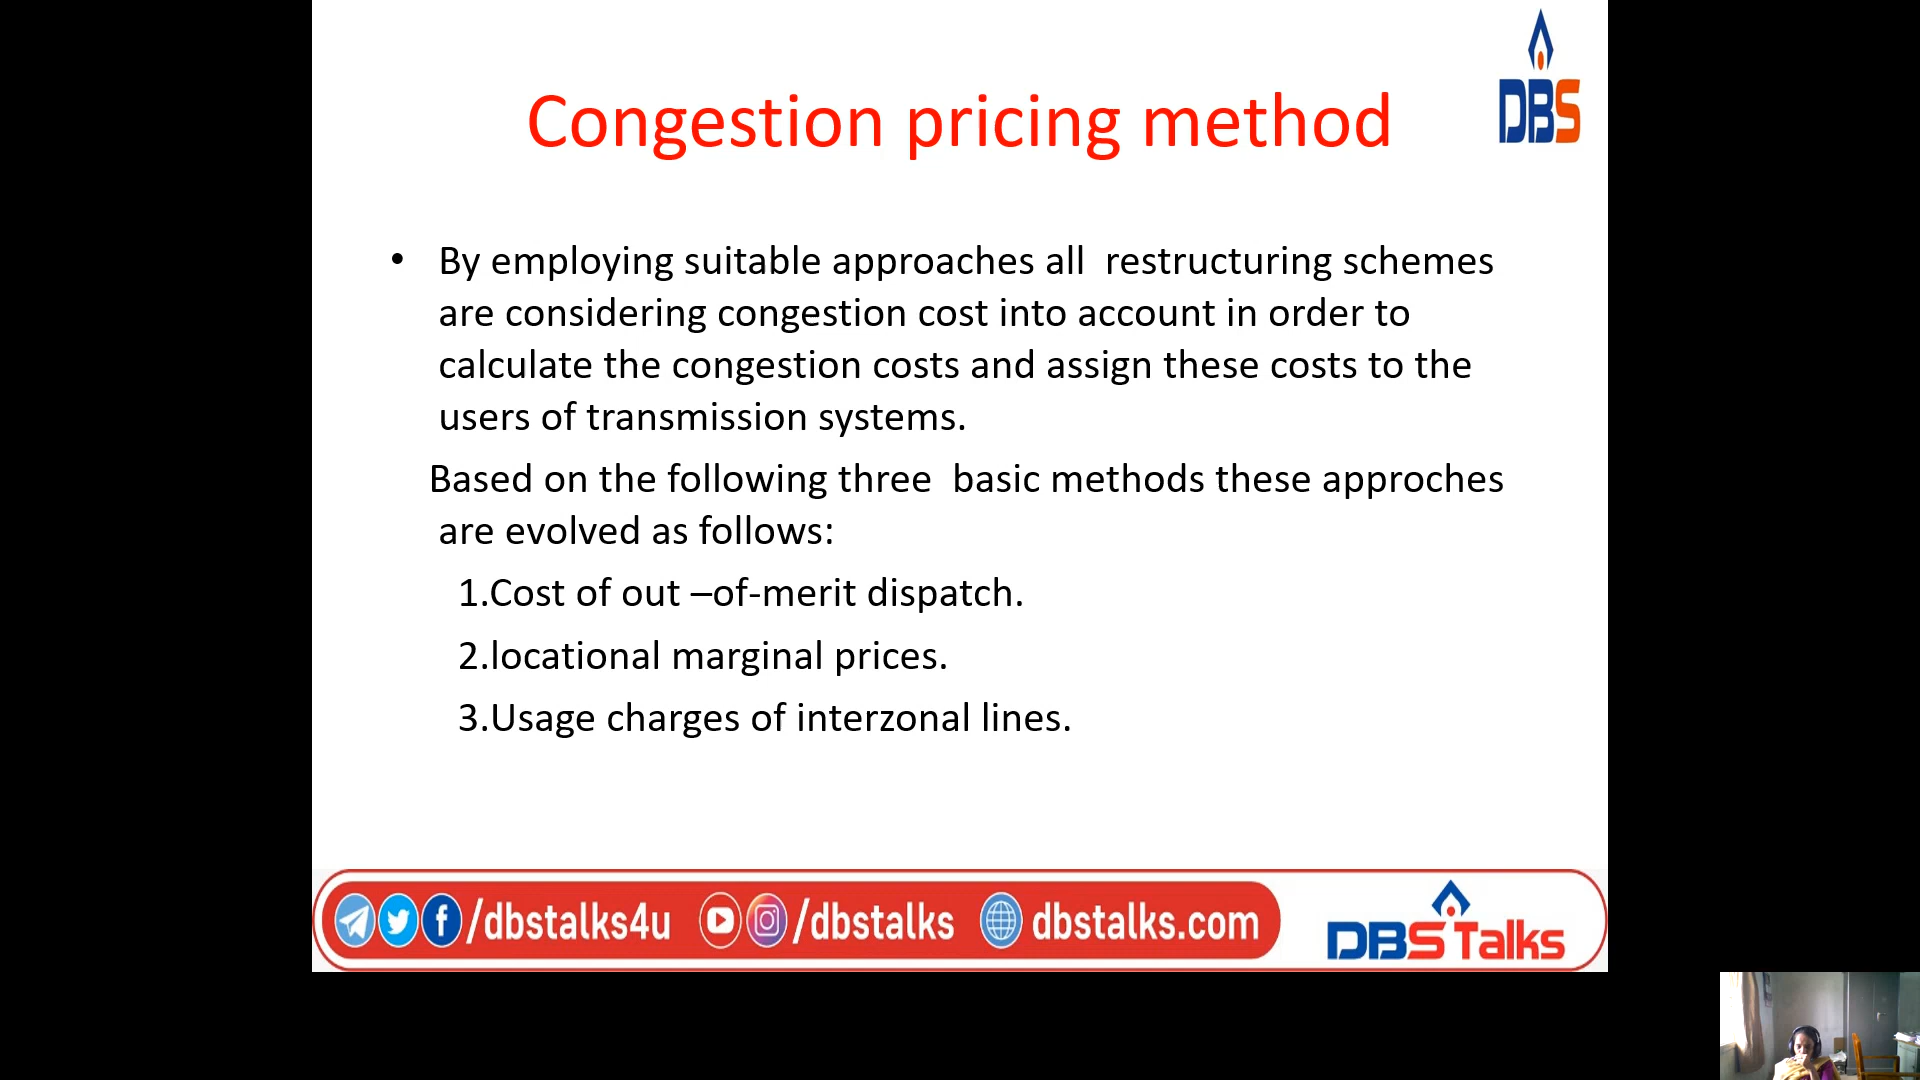 Congestion pricing method
DBS
• By employing suitable approaches all restructuring schemes
are considering congestion cost into account in order to
calculate the congestion costs and assign these costs to the
users of transmission systems.
Based on the following three basic methods these approches
are evolved as follows:
1.Cost of out –of-merit dispatch.
2.locational marginal prices.
3.Usage charges of interzonal lines.
/dbstalks4u /dbstalks dbstalks.com DBS Talks